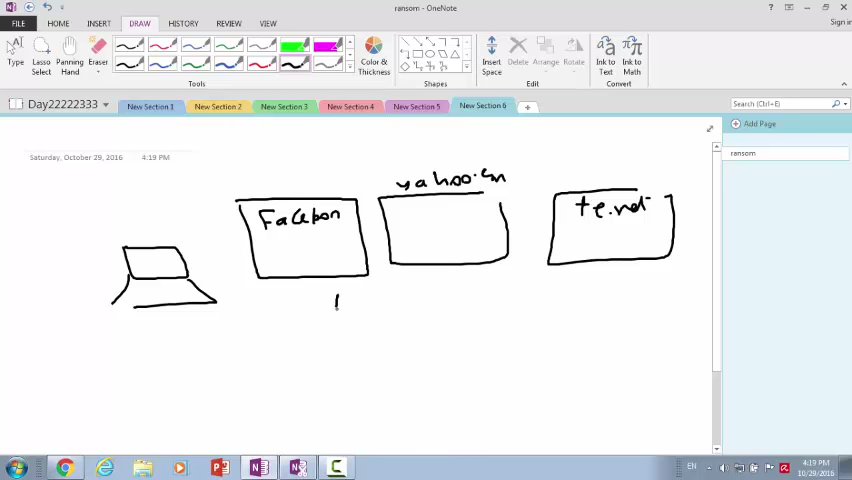 ransom - OneNote
FILE HOME INSERT DRAW HISTORY REVIEW VIEW
Sign in
Type Lasso Select Panning Hand Eraser Color & Thickness Insert Space Delete Arrange Rotate Ink to Text Ink to Math
Tools Shapes Edit Convert
Day22222333 New Section 1 New Section 2 New Section 3 New Section 4 New Section 5 New Section 6 Search (Ctrl+E)
Add Page
ransom
Saturday, October 29, 2016 4:19 PM
yahoo.
te.net
EN 4:19 PM
10/29/2016